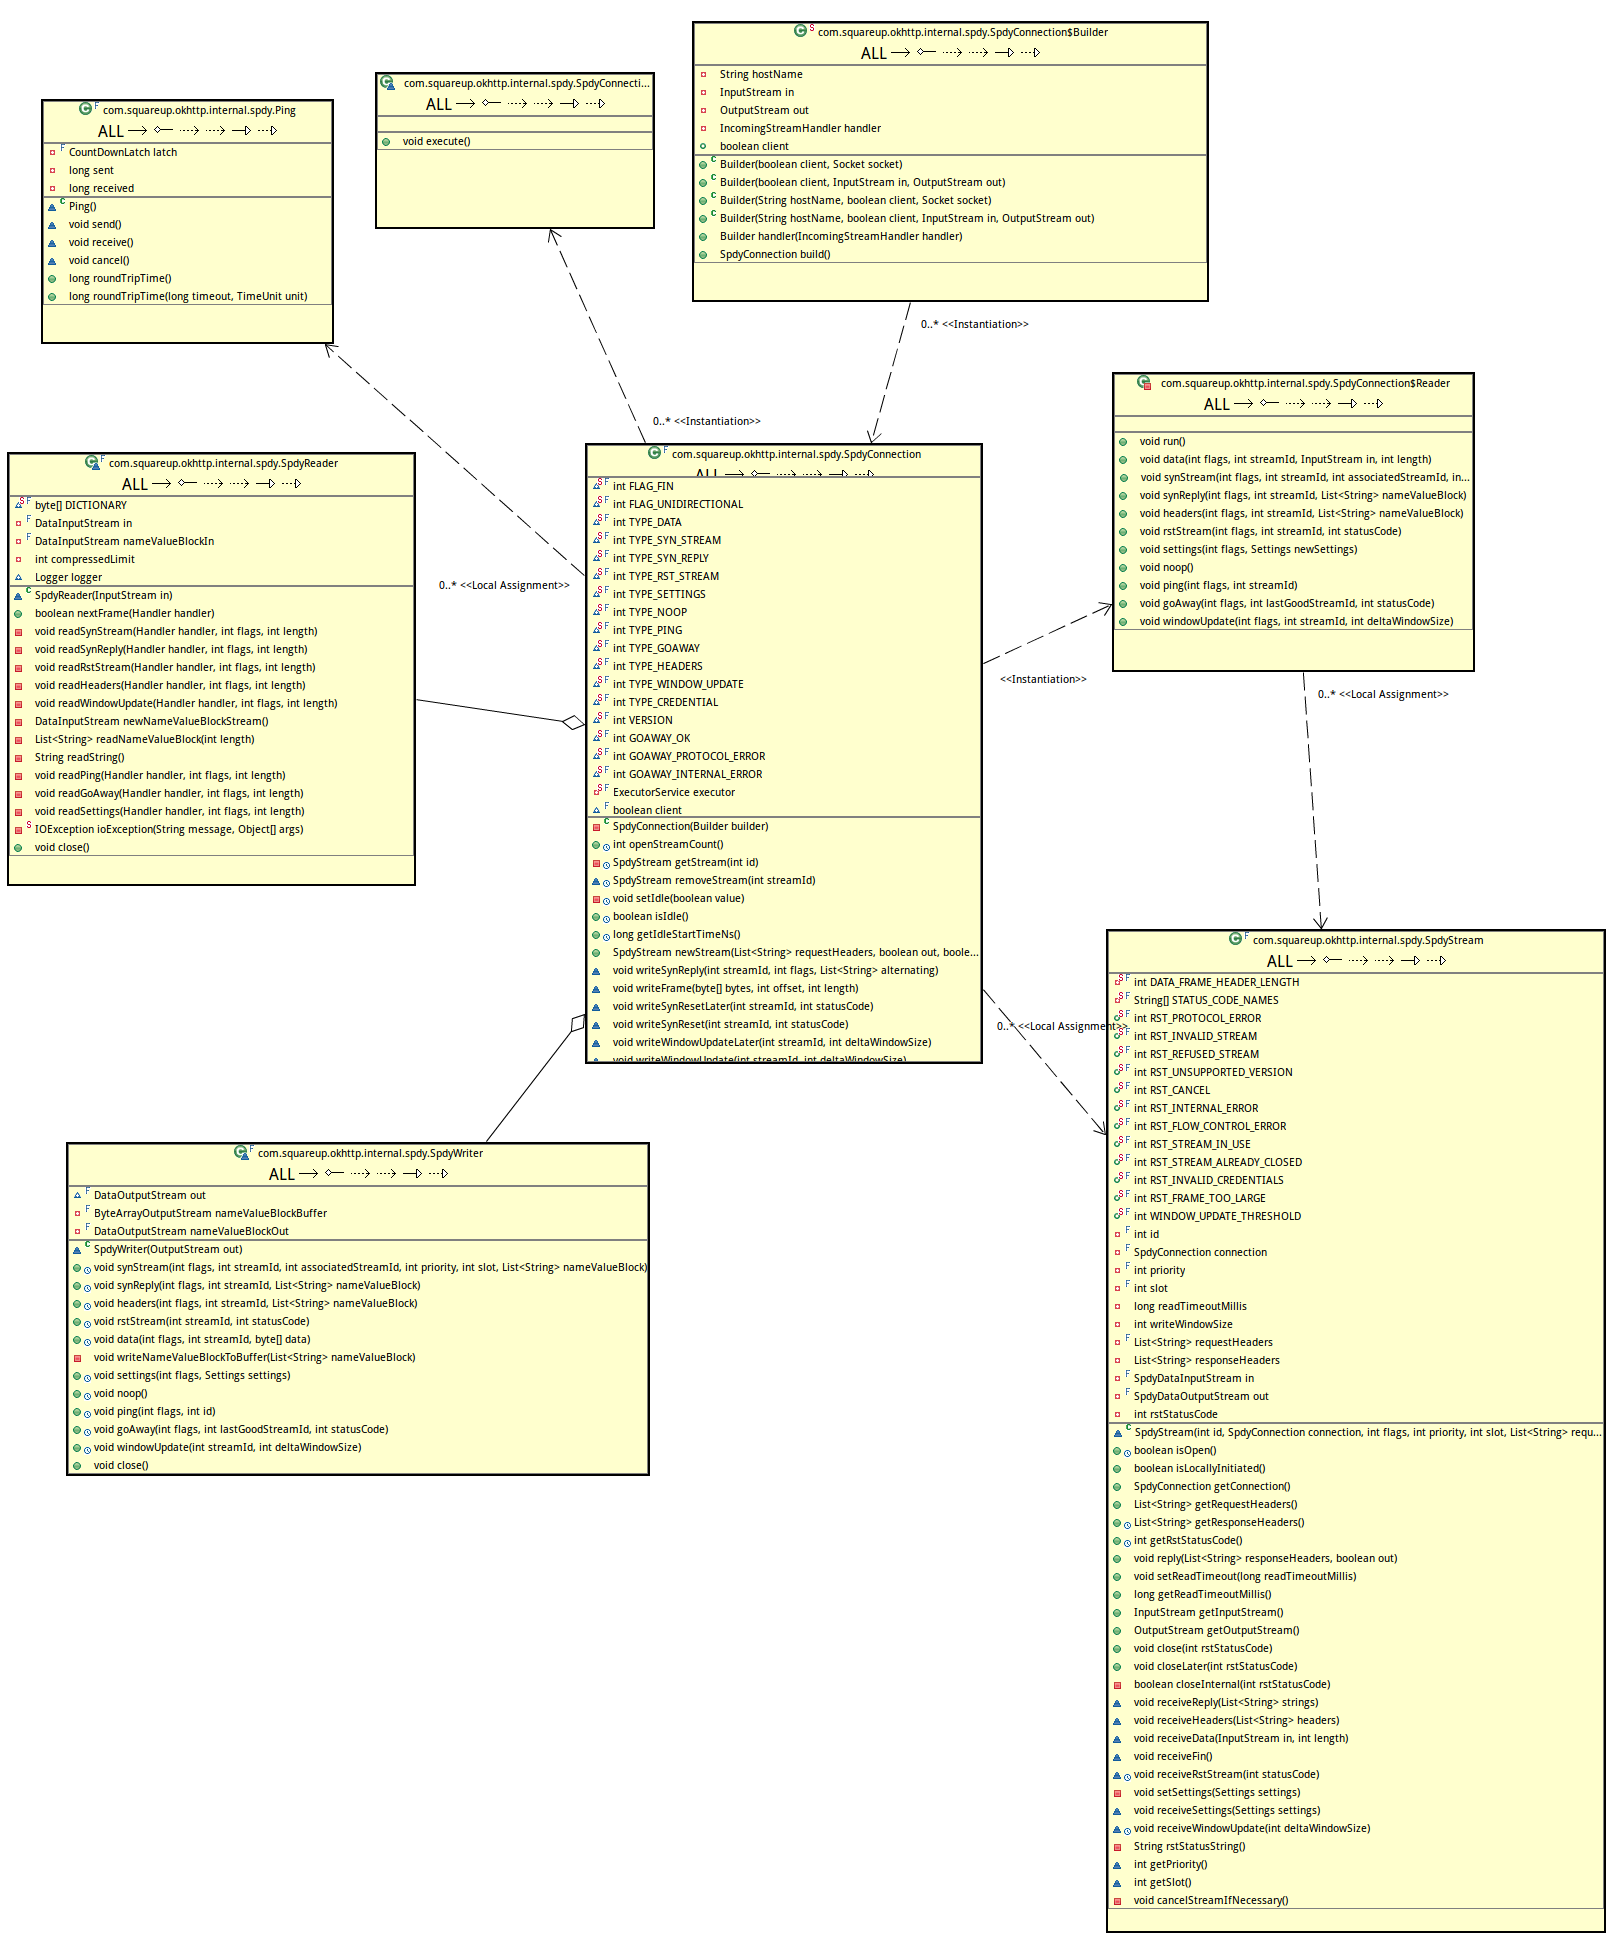 com.squareup.okhttp.internal.spdy.SpdyConnection$Builder
ALL
String hostName
InputStream in
OutputStream out
IncomingStreamHandler handler
boolean client
Builder(boolean client, Socket socket)
Builder(boolean client, InputStream in, OutputStream out)
Builder(String hostName, boolean client, Socket socket)
Builder(String hostName, boolean client, InputStream in, OutputStream out)
Builder handler(IncomingStreamHandler handler)
SpdyConnection build()
com.squareup.okhttp.internal.spdy.SpdyConnecti...
ALL
void execute()
com.squareup.okhttp.internal.spdy.Ping
ALL
CountDownLatch latch
long sent
long received
Ping()
void send()
void receive()
void cancel()
long roundTripTime()
long roundTripTime(long timeout, TimeUnit unit)
0..* <<Instantiation>>
0..* <<Instantiation>>
0..* <<Local Assignment>>
com.squareup.okhttp.internal.spdy.SpdyConnection$Reader
ALL
void run()
void data(int flags, int streamId, InputStream in, int length)
void synStream(int flags, int streamId, int associatedStreamId, in...
void synReply(int flags, int streamId, List<String> nameValueBlock)
void headers(int flags, int streamId, List<String> nameValueBlock)
void rstStream(int flags, int streamId, int statusCode)
void settings(int flags, Settings newSettings)
void noop()
void ping(int flags, int streamId)
void goAway(int flags, int lastGoodStreamId, int statusCode)
void windowUpdate(int flags, int streamId, int deltaWindowSize)
com.squareup.okhttp.internal.spdy.SpdyReader
ALL
byte[] DICTIONARY
DataInputStream in
DataInputStream nameValueBlockIn
int compressedLimit
Logger logger
SpdyReader(InputStream in)
boolean nextFrame(Handler handler)
void readSynStream(Handler handler, int flags, int length)
void readSynReply(Handler handler, int flags, int length)
void readRstStream(Handler handler, int flags, int length)
void readHeaders(Handler handler, int flags, int length)
void readWindowUpdate(Handler handler, int flags, int length)
DataInputStream newNameValueBlockStream()
List<String> readNameValueBlock(int length)
String readString()
void readPing(Handler handler, int flags, int length)
void readGoAway(Handler handler, int flags, int length)
void readSettings(Handler handler, int flags, int length)
IOException ioException(String message, Object[] args)
void close()
com.squareup.okhttp.internal.spdy.SpdyConnection
ALL
int FLAG_FIN
int FLAG_UNIDIRECTIONAL
int TYPE_DATA
int TYPE_SYN_STREAM
int TYPE_SYN_REPLY
int TYPE_RST_STREAM
int TYPE_SETTINGS
int TYPE_NOOP
int TYPE_PING
int TYPE_GOAWAY
int TYPE_HEADERS
int TYPE_WINDOW_UPDATE
int TYPE_CREDENTIAL
int VERSION
int GOAWAY_OK
int GOAWAY_PROTOCOL_ERROR
int GOAWAY_INTERNAL_ERROR
ExecutorService executor
boolean client
SpdyConnection(Builder builder)
int openStreamCount()
SpdyStream getStream(int id)
SpdyStream removeStream(int streamId)
void setIdle(boolean value)
boolean isIdle()
long getIdleStartTimeNs()
SpdyStream newStream(List<String> requestHeaders, boolean out, boole...
void writeSynReply(int streamId, int flags, List<String> alternating)
void writeFrame(byte[] bytes, int offset, int length)
void writeSynResetLater(int streamId, int statusCode)
void writeSynReset(int streamId, int statusCode)
void writeWindowUpdateLater(int streamId, int deltaWindowSize)
void writeWindowUpdate(int streamId, int deltaWindowSize)
<<Instantiation>>
0..* <<Local Assignment>>
0..* <<Local Assignment>>
com.squareup.okhttp.internal.spdy.SpdyWriter
ALL
DataOutputStream out
ByteArrayOutputStream nameValueBlockBuffer
DataOutputStream nameValueBlockOut
SpdyWriter(OutputStream out)
void synStream(int flags, int streamId, int associatedStreamId, int priority, int slot, List<String> nameValueBlock)
void synReply(int flags, int streamId, List<String> nameValueBlock)
void headers(int flags, int streamId, List<String> nameValueBlock)
void rstStream(int streamId, int statusCode)
void data(int flags, int streamId, byte[] data)
void writeNameValueBlockToBuffer(List<String> nameValueBlock)
void settings(int flags, Settings settings)
void noop()
void ping(int flags, int id)
void goAway(int flags, int lastGoodStreamId, int statusCode)
void windowUpdate(int streamId, int deltaWindowSize)
void close()
com.squareup.okhttp.internal.spdy.SpdyStream
ALL
int DATA_FRAME_HEADER_LENGTH
String[] STATUS_CODE_NAMES
int RST_PROTOCOL_ERROR
int RST_INVALID_STREAM
int RST_REFUSED_STREAM
int RST_UNSUPPORTED_VERSION
int RST_CANCEL
int RST_INTERNAL_ERROR
int RST_FLOW_CONTROL_ERROR
int RST_STREAM_IN_USE
int RST_STREAM_ALREADY_CLOSED
int RST_INVALID_CREDENTIALS
int RST_FRAME_TOO_LARGE
int WINDOW_UPDATE_THRESHOLD
int id
SpdyConnection connection
int priority
int slot
long readTimeoutMillis
int writeWindowSize
List<String> requestHeaders
List<String> responseHeaders
SpdyDataInputStream in
SpdyDataOutputStream out
int rstStatusCode
SpdyStream(int id, SpdyConnection connection, int flags, int priority, int slot, List<String> requ...
boolean isOpen()
boolean isLocallyInitiated()
SpdyConnection getConnection()
List<String> getRequestHeaders()
List<String> getResponseHeaders()
int getRstStatusCode()
void reply(List<String> responseHeaders, boolean out)
void setReadTimeout(long readTimeoutMillis)
long getReadTimeoutMillis()
InputStream getInputStream()
OutputStream getOutputStream()
void close(int rstStatusCode)
void closeLater(int rstStatusCode)
boolean closeInternal(int rstStatusCode)
void receiveReply(List<String> strings)
void receiveHeaders(List<String> headers)
void receiveData(InputStream in, int length)
void receiveFin()
void receiveRstStream(int statusCode)
void setSettings(Settings settings)
void receiveSettings(Settings settings)
void receiveWindowUpdate(int deltaWindowSize)
String rstStatusString()
int getPriority()
int getSlot()
void cancelStreamIfNecessary()